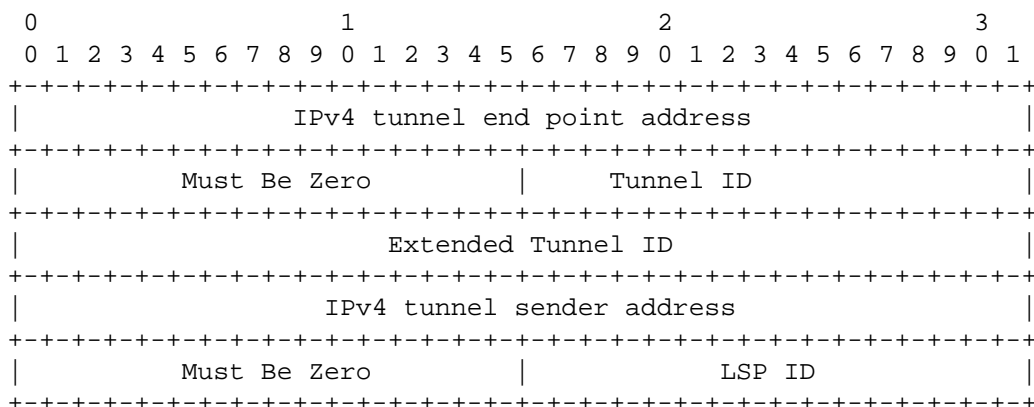 0                   1                   2                   3
0 1 2 3 4 5 6 7 8 9 0 1 2 3 4 5 6 7 8 9 0 1 2 3 4 5 6 7 8 9 0 1
+-+-+-+-+-+-+-+-+-+-+-+-+-+-+-+-+-+-+-+-+-+-+-+-+-+-+-+-+-+-+-+-+
|                 IPv4 tunnel end point address                 |
+-+-+-+-+-+-+-+-+-+-+-+-+-+-+-+-+-+-+-+-+-+-+-+-+-+-+-+-+-+-+-+-+
|          Must Be Zero         |     Tunnel ID                 |
+-+-+-+-+-+-+-+-+-+-+-+-+-+-+-+-+-+-+-+-+-+-+-+-+-+-+-+-+-+-+-+-+
|                       Extended Tunnel ID                      |
+-+-+-+-+-+-+-+-+-+-+-+-+-+-+-+-+-+-+-+-+-+-+-+-+-+-+-+-+-+-+-+-+
|                   IPv4 tunnel sender address                  |
+-+-+-+-+-+-+-+-+-+-+-+-+-+-+-+-+-+-+-+-+-+-+-+-+-+-+-+-+-+-+-+-+
|          Must Be Zero         |            LSP ID             |
+-+-+-+-+-+-+-+-+-+-+-+-+-+-+-+-+-+-+-+-+-+-+-+-+-+-+-+-+-+-+-+-+